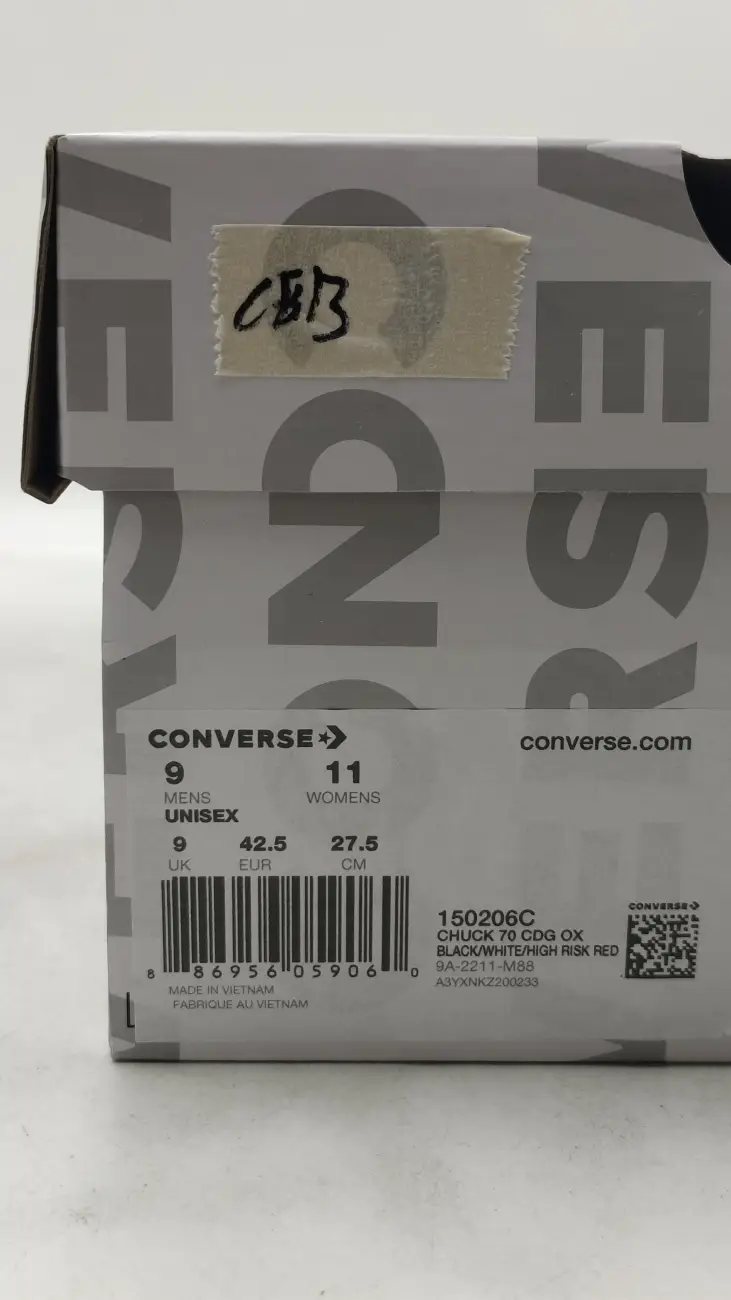 CONVERSE
converse.com
9 11
MENS WOMENS
UNISEX
9 42.5 27.5
UK EUR CM
8 86956 05906 0
MADE IN VIETNAM
FABRIQUE AU VIETNAM
150206C
CHUCK 70 CDG OX
BLACK/WHITE/HIGH RISK RED
9A-2211-M88
A3YXNKZ200233
CONVERSE